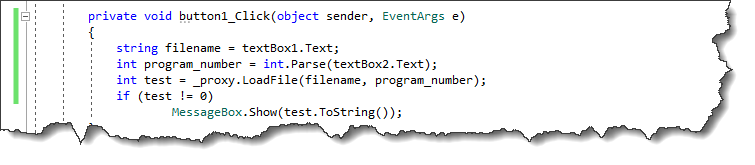 private void button1_Click(object sender, EventArgs e)
{
string filename = textBox1.Text;
int program_number = int.Parse(textBox2.Text);
int test = _proxy.LoadFile(filename, program_number);
if (test != 0)
MessageBox.Show(test.ToString());